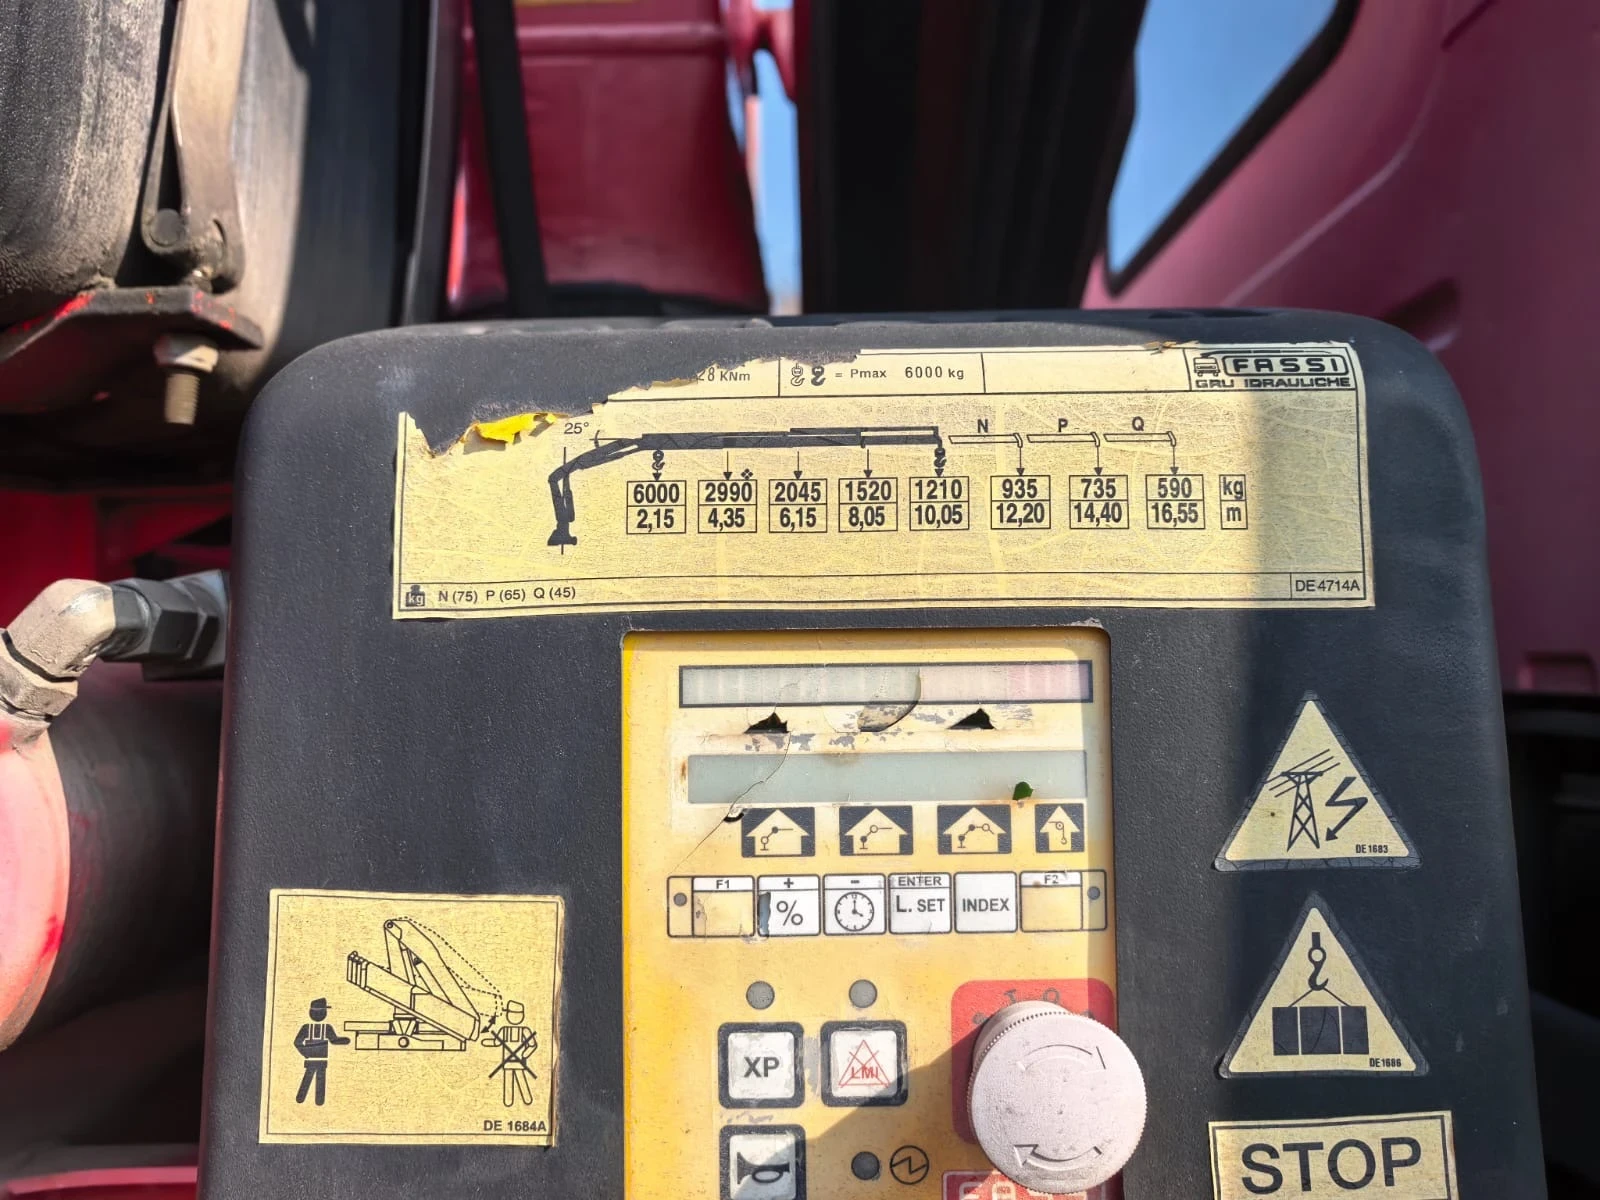 28 KNm = Pmax 6000 kg FASSI
GRU IDRAULICHE
25° N P Q
6000 2990 2045 1520 1210 935 735 590 kg
2,15 4,35 6,15 8,05 10,05 12,20 14,40 16,55 m
kg N (75) P (65) Q (45) DE4714A
DE 1683
F1 + - ENTER F2
% L. SET INDEX
DE 1686
XP LMI
DE 1684A
STOP